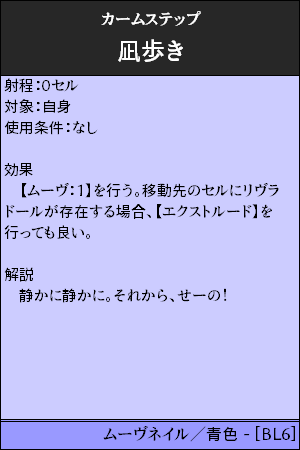 カームステップ
凪歩き
射程：0セル
対象：自身
使用条件：なし
効果
　【ムーヴ：1】を行う。移動先のセルにリヴラ
ドールが存在する場合、【エクストルード】を
行っても良い。
解説
　静かに静かに。それから、せーの！
ムーヴネイル／青色 - [BL6]